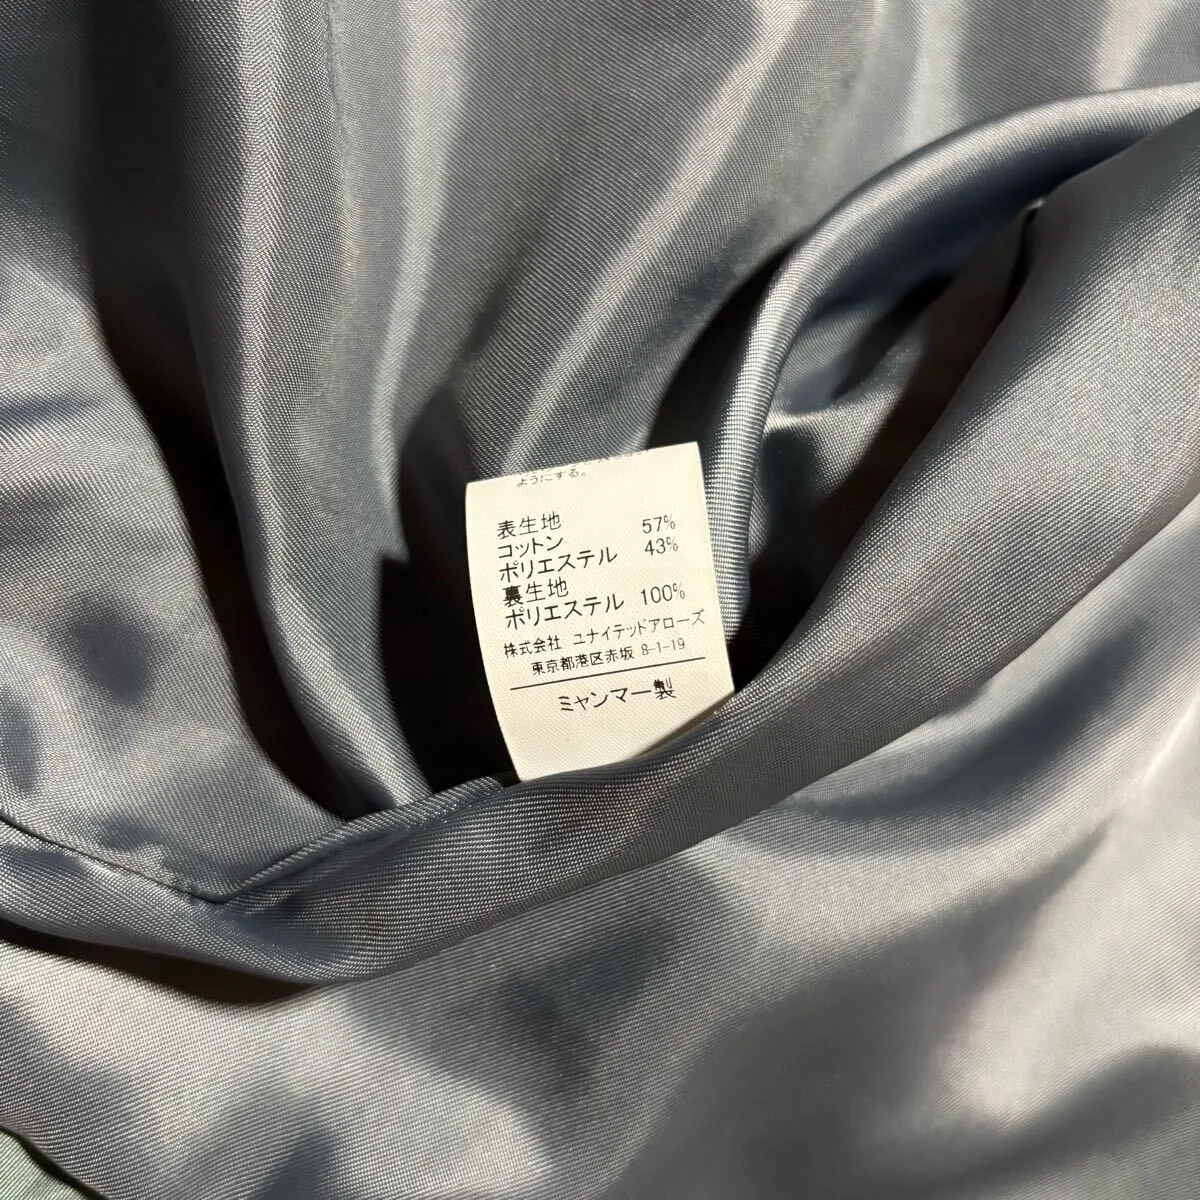 ようにする。
表生地
コットン 57%
ポリエステル 43%
裏生地
ポリエステル 100%
株式会社 ユナイテッドアローズ
東京都港区赤坂 8-1-19
ミャンマー製